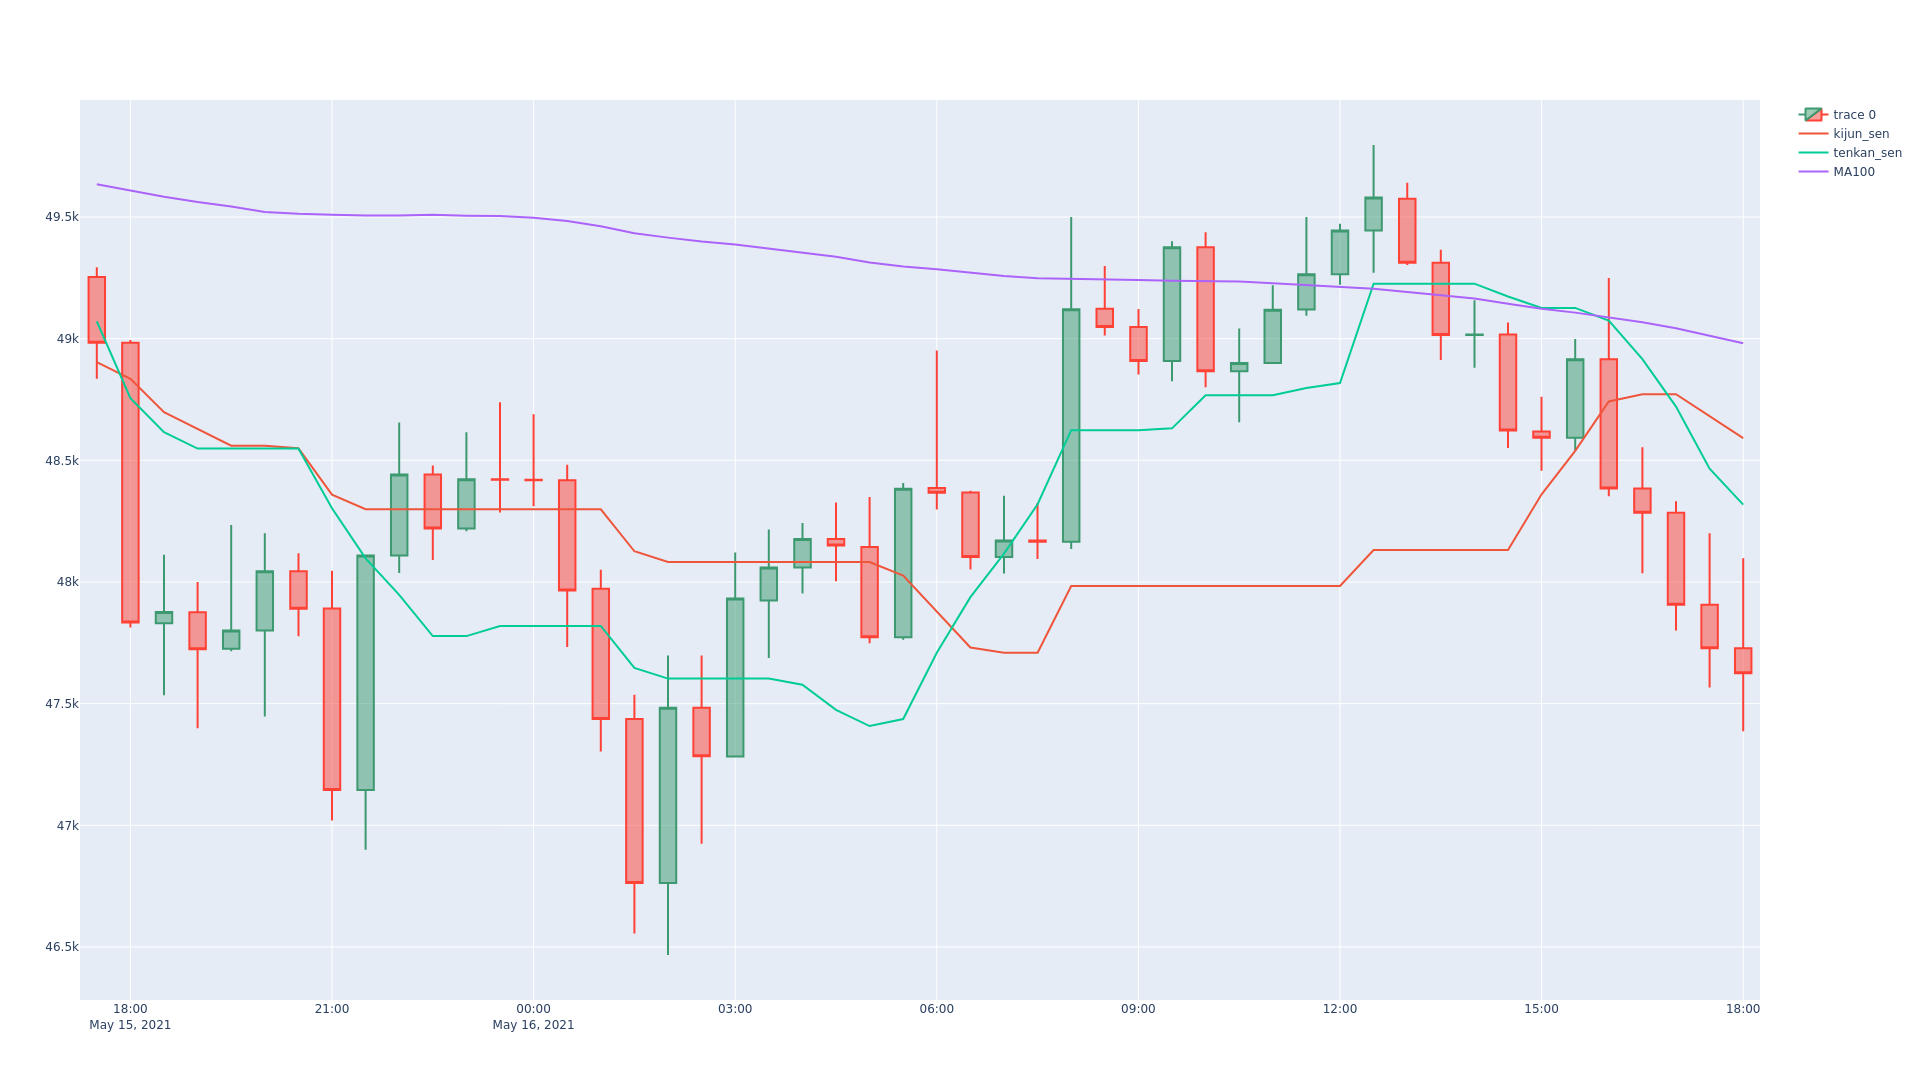 trace 0
kijun_sen
tenkan_sen
MA100
49.5k
49k
48.5k
48k
47.5k
47k
46.5k
18:00 21:00 00:00 03:00 06:00 09:00 12:00 15:00 18:00
May 15, 2021 May 16, 2021